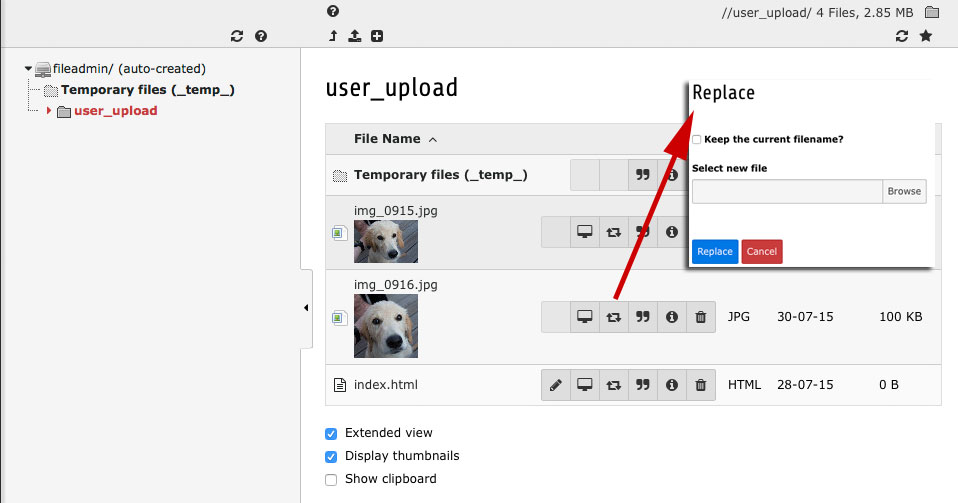 //user_upload/ 4 Files, 2.85 MB
fileadmin/ (auto-created)
Temporary files (_temp_)
user_upload
user_upload
File Name
Temporary files (_temp_)
img_0915.jpg
img_0916.jpg
JPG 30-07-15 100 KB
index.html HTML 28-07-15 0 B
Extended view
Display thumbnails
Show clipboard
Replace
Keep the current filename?
Select new file
Browse
Replace Cancel